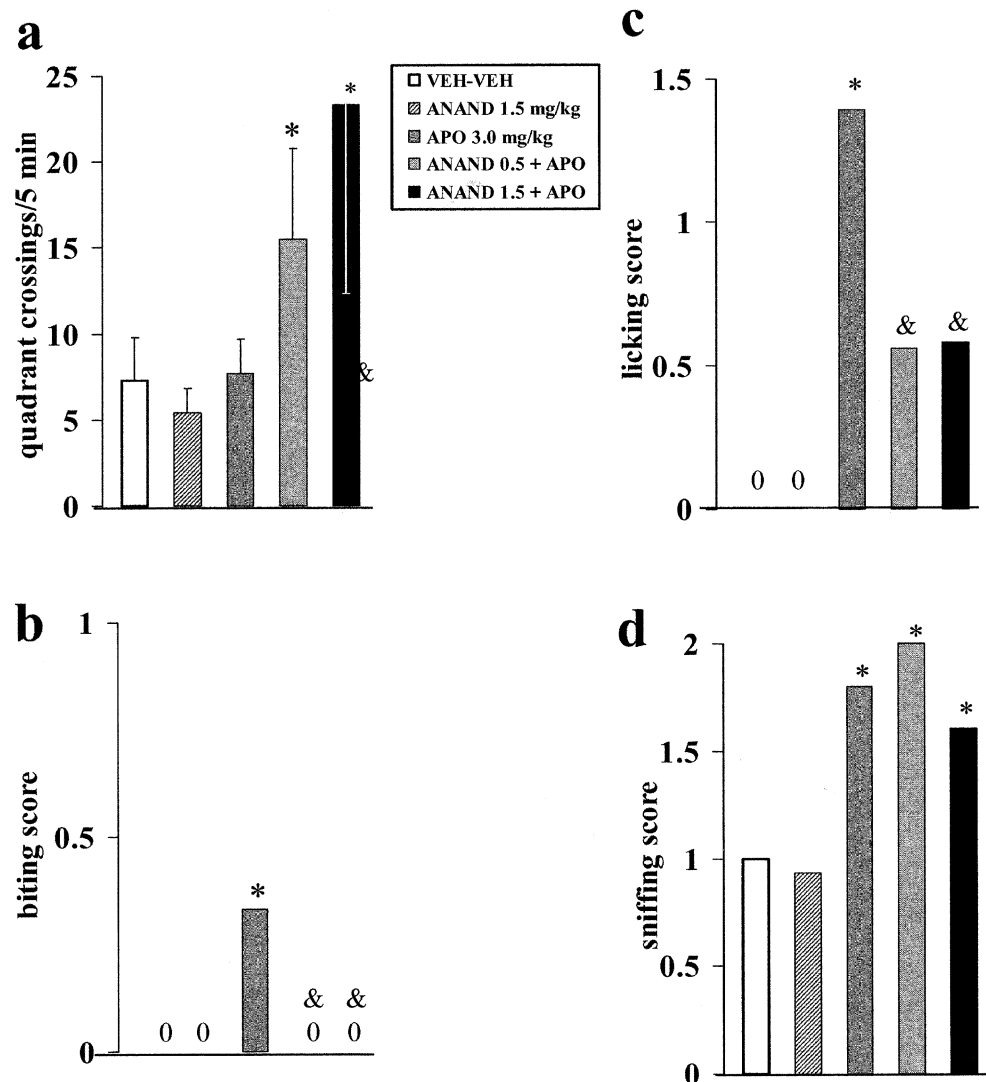 a
quadrant crossings/5 min
25
20
15
10
5
0
*
*
&
VEH-VEH
ANAND 1.5 mg/kg
APO 3.0 mg/kg
ANAND 0.5 + APO
ANAND 1.5 + APO
c
licking score
1.5
1
0.5
0
0 0
*
& &
b
biting score
1
0.5
0
*
& &
0 0 0 0
d
sniffing score
2
1.5
1
0.5
0
*
*
*